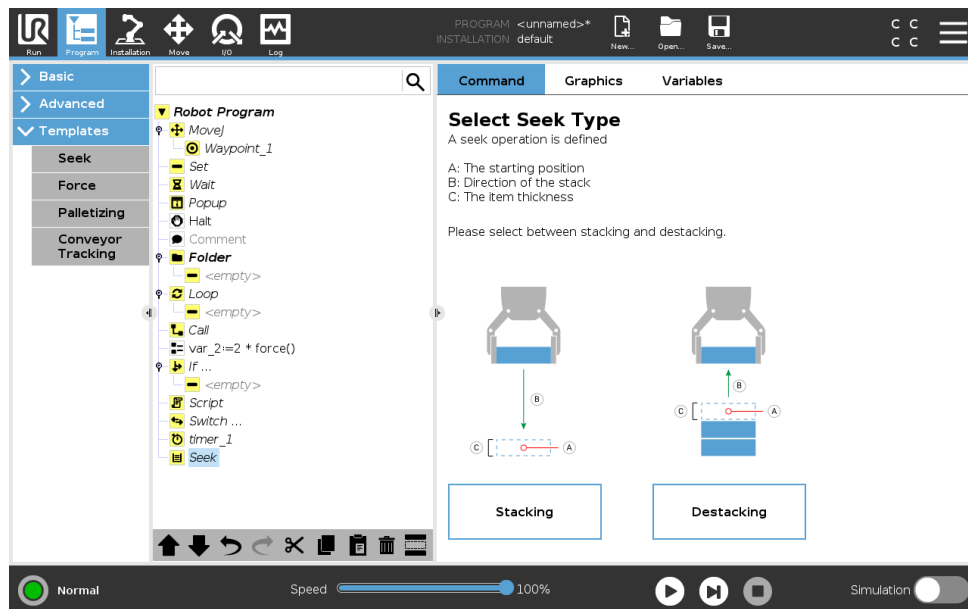 PROGRAM <unnamed>*
INSTALLATION default
Run
Program
Installation
Move
I/O
Log
New...
Open...
Save...
C C
C C
Basic
Advanced
Templates
Seek
Force
Palletizing
Conveyor
Tracking
Robot Program
MoveJ
Waypoint_1
Set
Wait
Popup
Halt
Comment
Folder
<empty>
Loop
<empty>
Call
var_2:=2 * force()
If ...
<empty>
Script
Switch ...
timer_1
Seek
Command
Graphics
Variables
Select Seek Type
A seek operation is defined
A: The starting position
B: Direction of the stack
C: The item thickness
Please select between stacking and destacking.
B
C
A
B
C
A
Stacking
Destacking
Normal
Speed
100%
Simulation